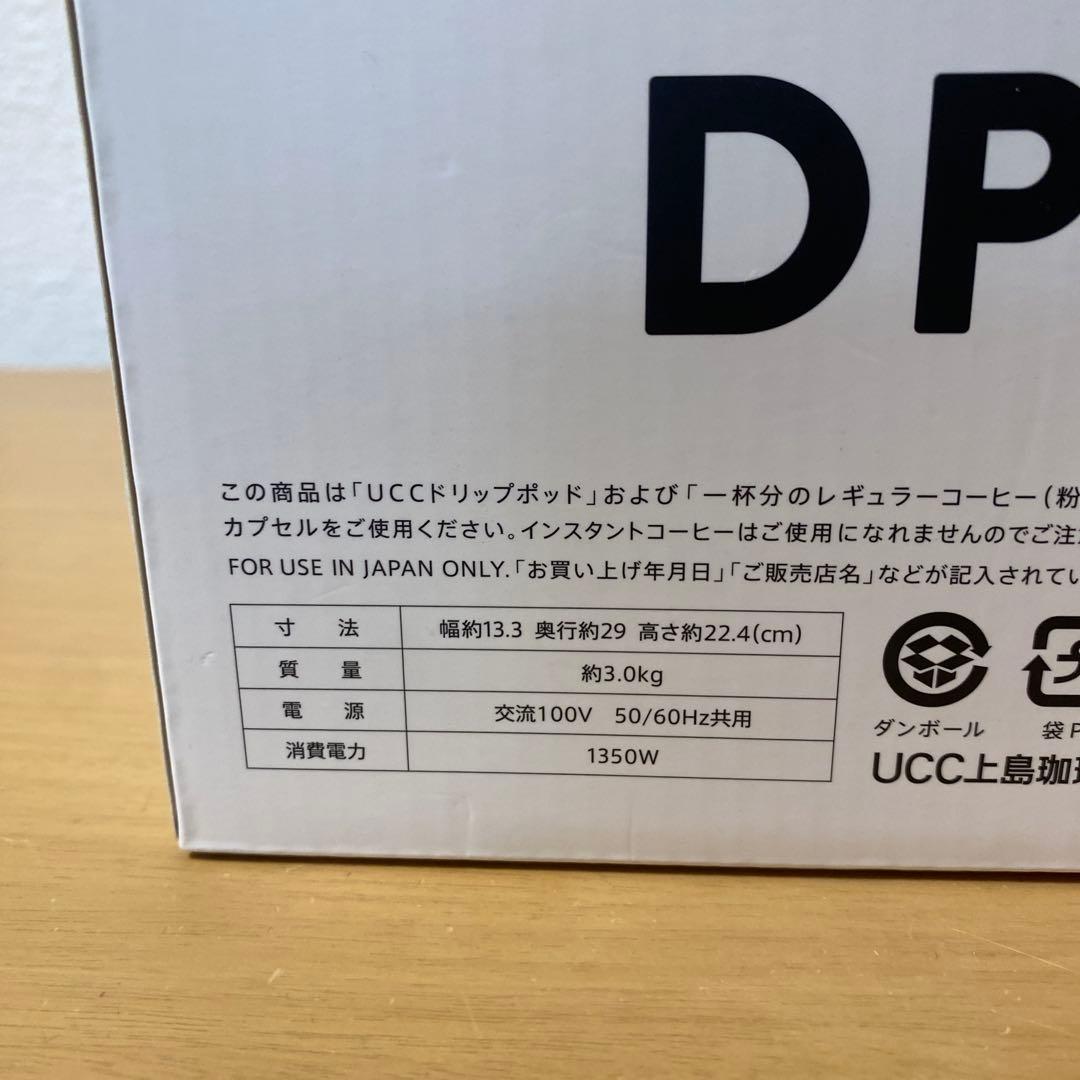 DP
この商品は「UCCドリップポッド」および「一杯分のレギュラーコーヒー(粉
カプセルをご使用ください。インスタントコーヒーはご使用になれませんのでご注
FOR USE IN JAPAN ONLY.「お買い上げ年月日」「ご販売店名」などが記入されてい
寸 法 幅約13.3 奥行約29 高さ約22.4(cm)
質 量 約3.0kg
電 源 交流100V 50/60Hz共用
消費電力 1350W
ダンボール
袋P
UCC上島珈